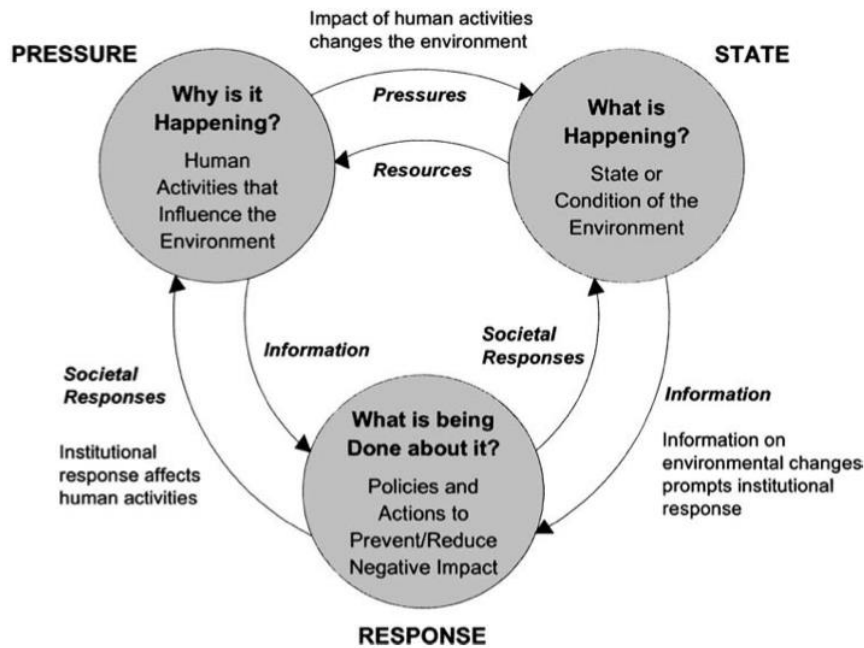 Impact of human activities
changes the environment
PRESSURE
STATE
Why is it
Happening?
Human
Activities that
Influence the
Environment
Pressures
Resources
What is
Happening?
State or
Condition of the
Environment
Information
Societal
Responses
Societal
Responses
Information
Institutional
response affects
human activities
What is being
Done about it?
Policies and
Actions to
Prevent/Reduce
Negative Impact
Information on
environmental changes
prompts institutional
response
RESPONSE